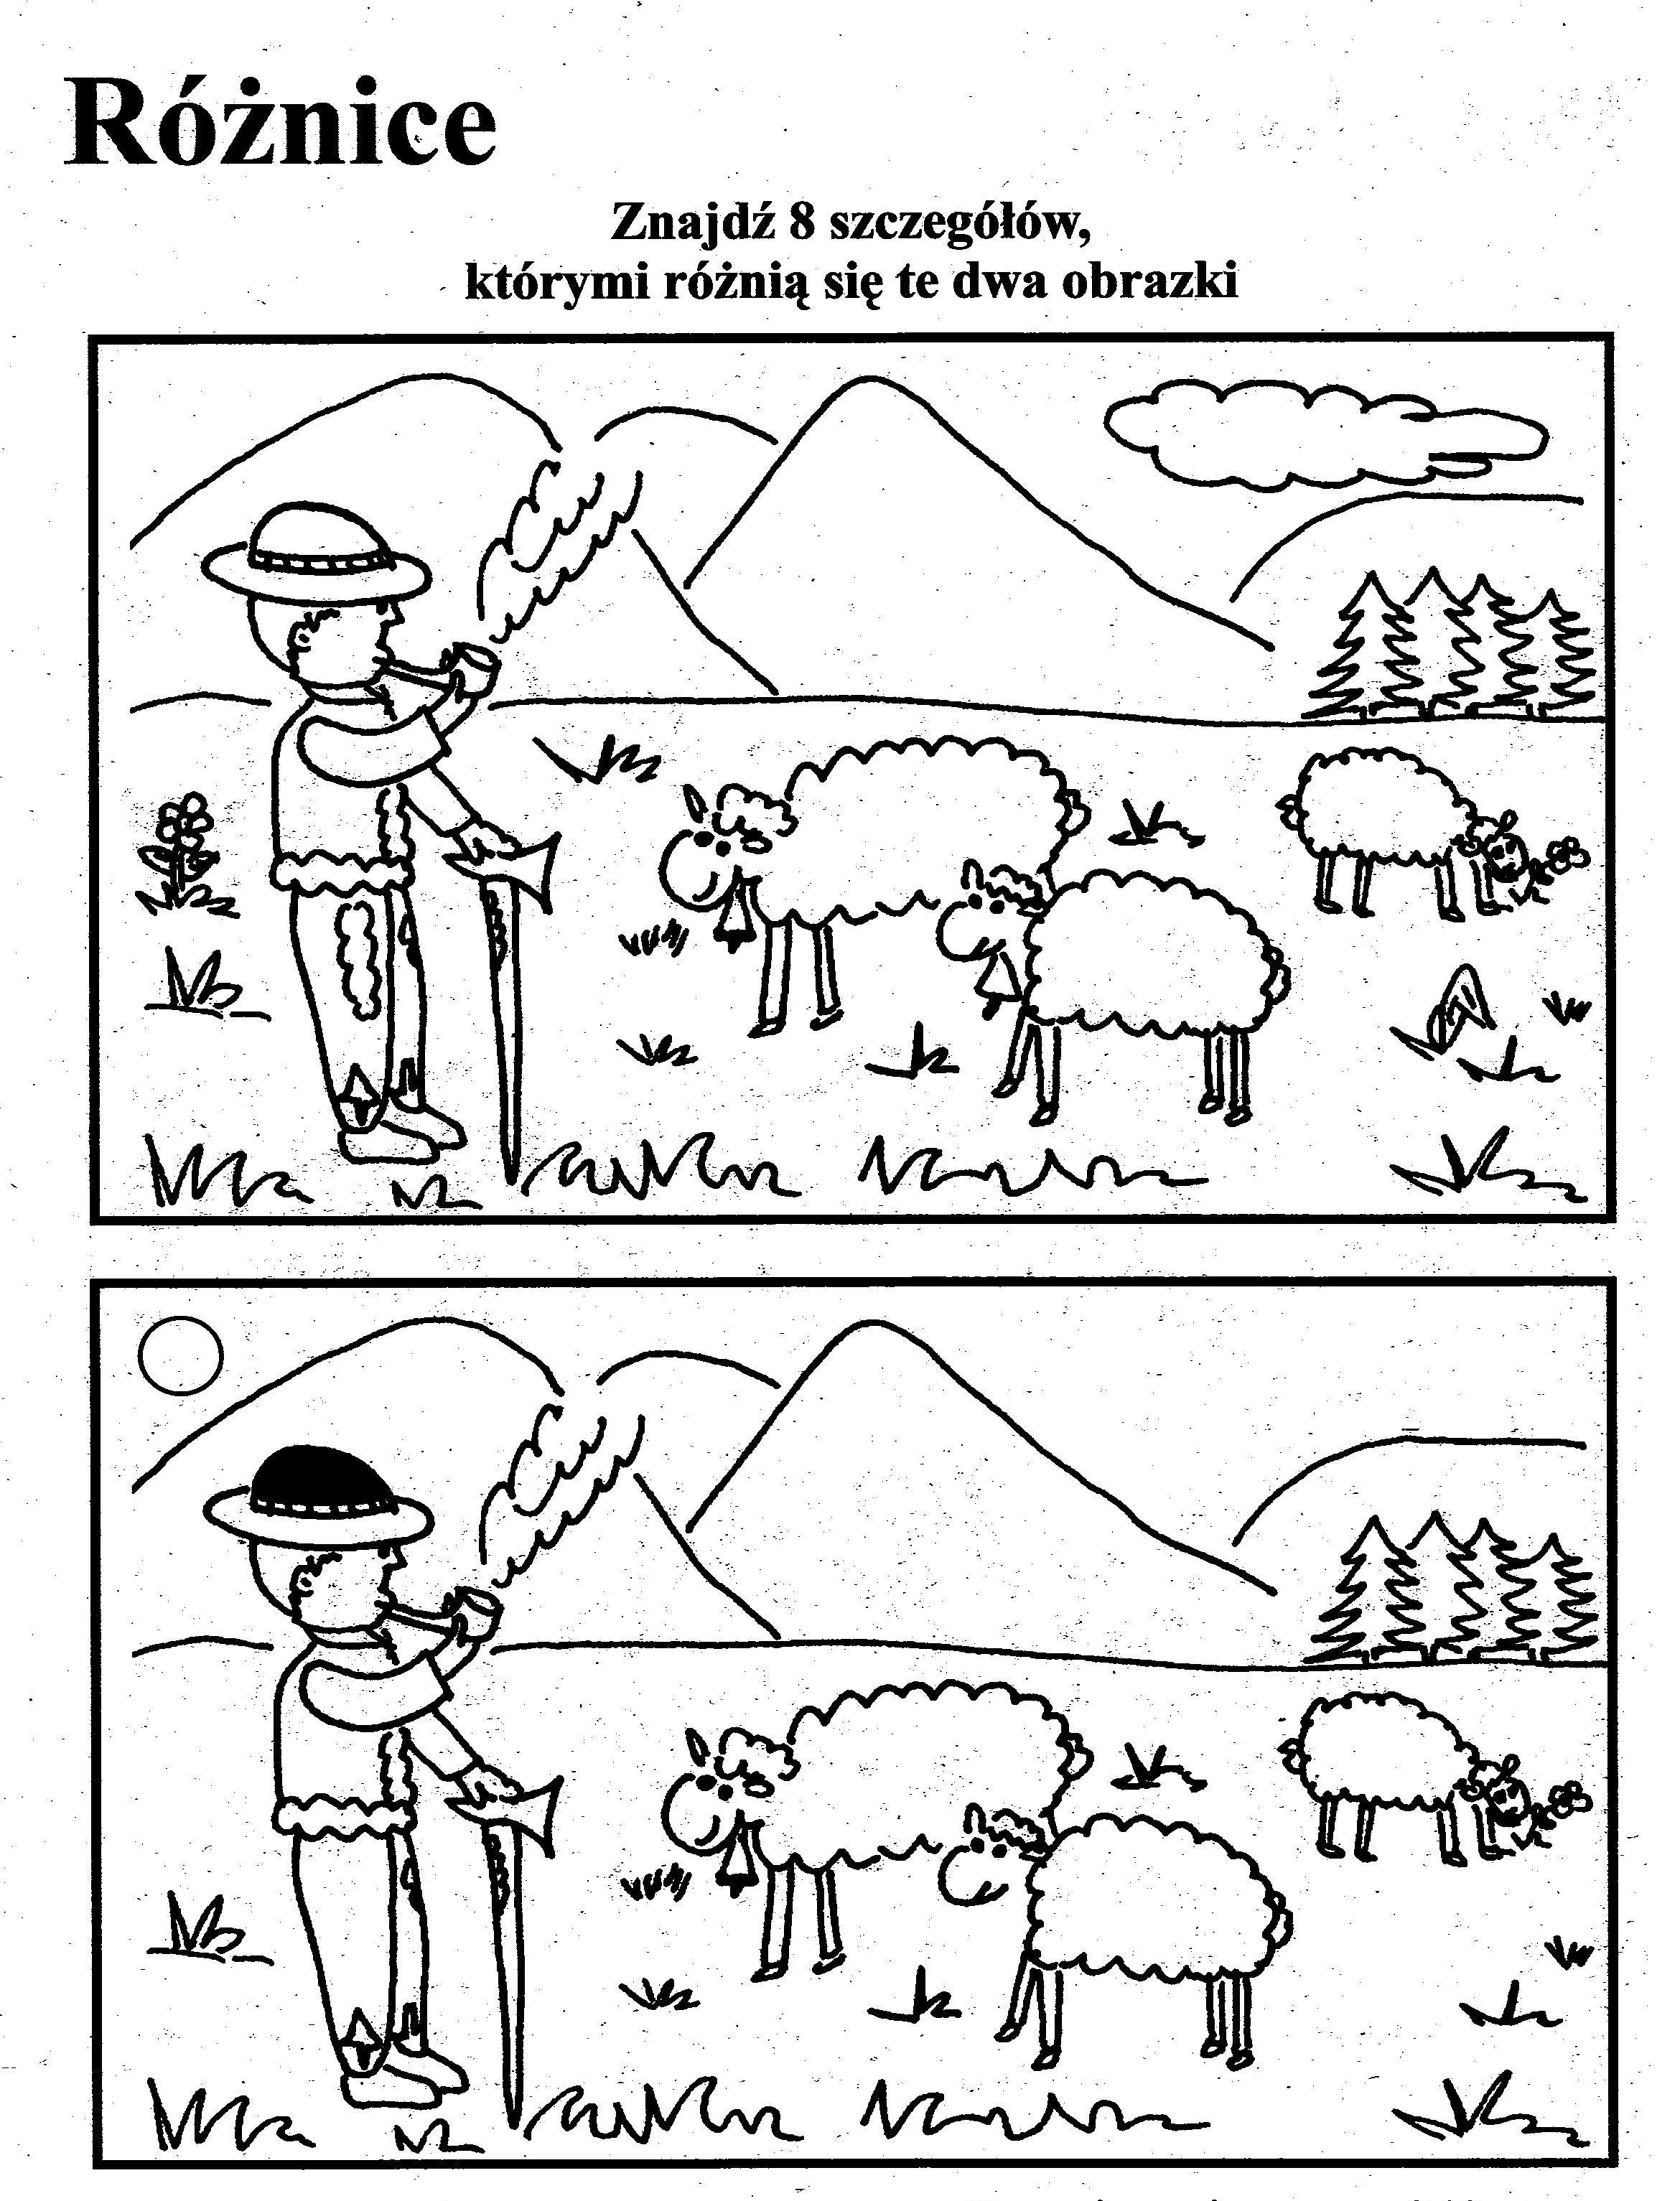 Różnice
Znajdź 8 szczegółów,
którymi różnią się te dwa obrazki